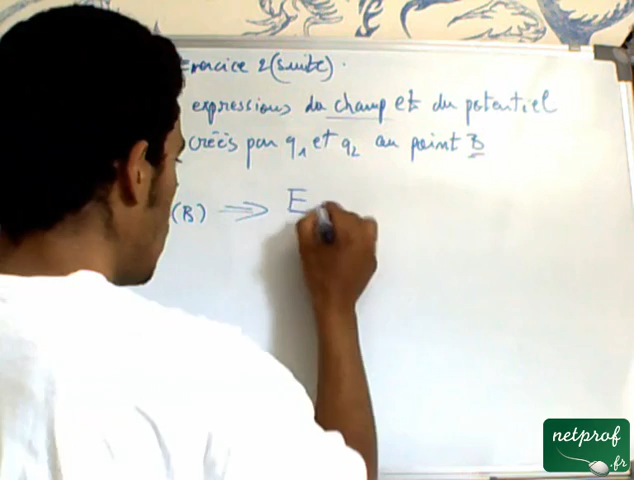 Exercice 2 (suite).
expressions du champ et du potentiel
créés par q1 et q2 au point B
(B) ⇒ E
netprof
.fr